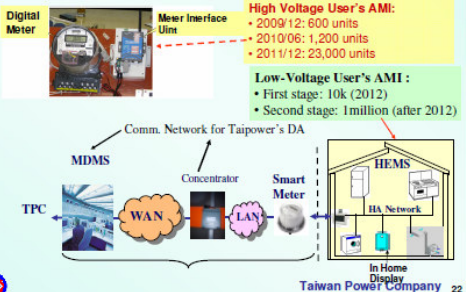 Digital
Meter
Meter Interface
Uint
High Voltage User's AMI:
• 2009/12: 600 units
• 2010/06: 1,200 units
• 2011/12: 23,000 units
Low-Voltage User's AMI :
• First stage: 10k (2012)
• Second stage: 1million (after 2012)
Comm. Network for Taipower's DA
MDMS
Concentrator
Smart
Meter
HEMS
TPC
WAN
LAN
HA Network
In Home
Display
Taiwan Power Company 22